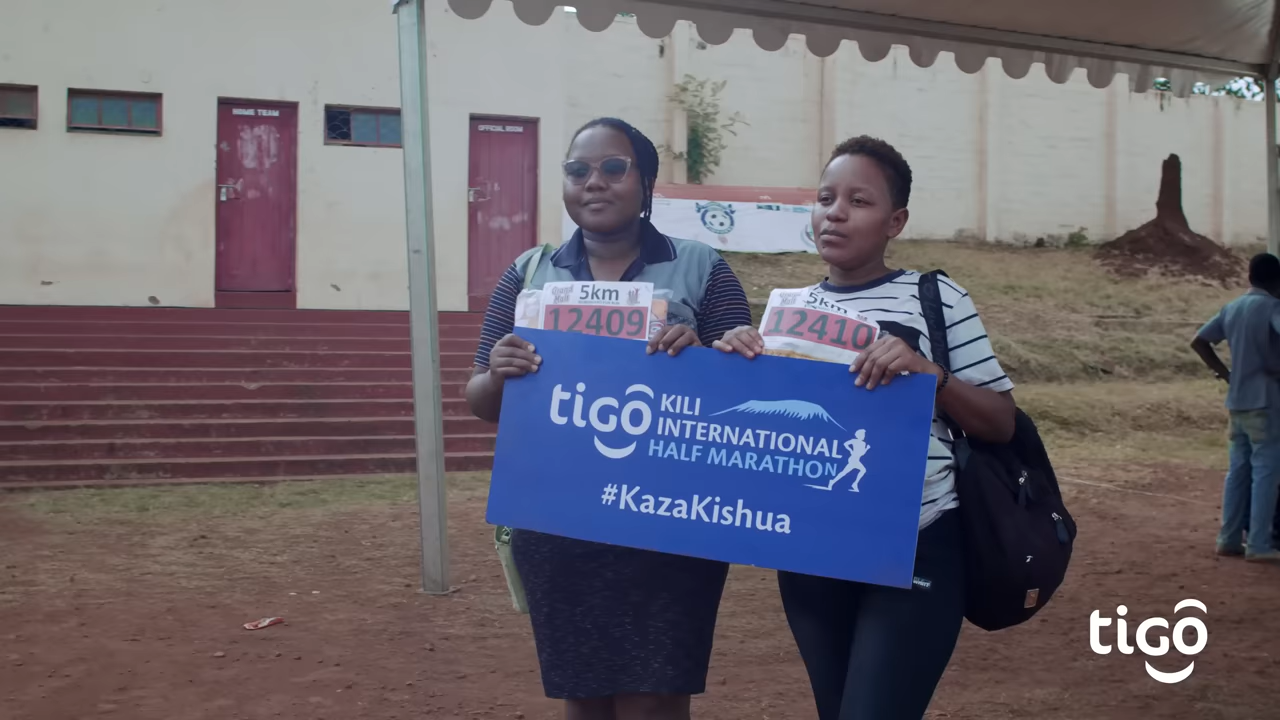 HOME TEAM
OFFICIAL ROOM
5km
12409
5km
12410
tigo
KILI
INTERNATIONAL
HALF MARATHON
#KazaKishua
tigo